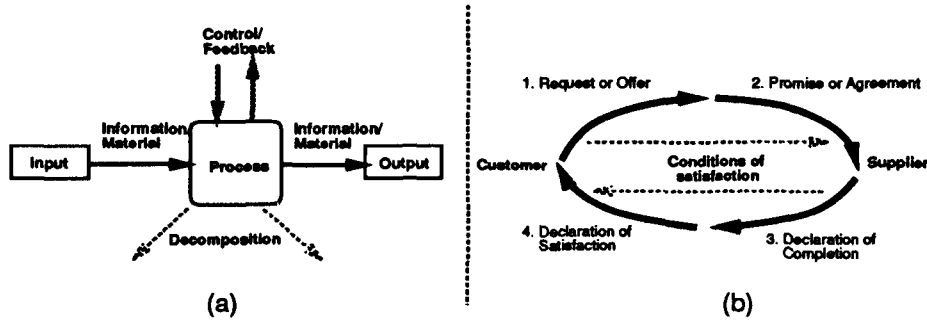 Control/
Feedback
Information/
Material
Information/
Material
Input
Process
Output
Decomposition
(a)
1. Request or Offer
2. Promise or Agreement
Customer
Conditions of
satisfaction
Supplier
4. Declaration of
Satisfaction
3. Declaration of
Completion
(b)